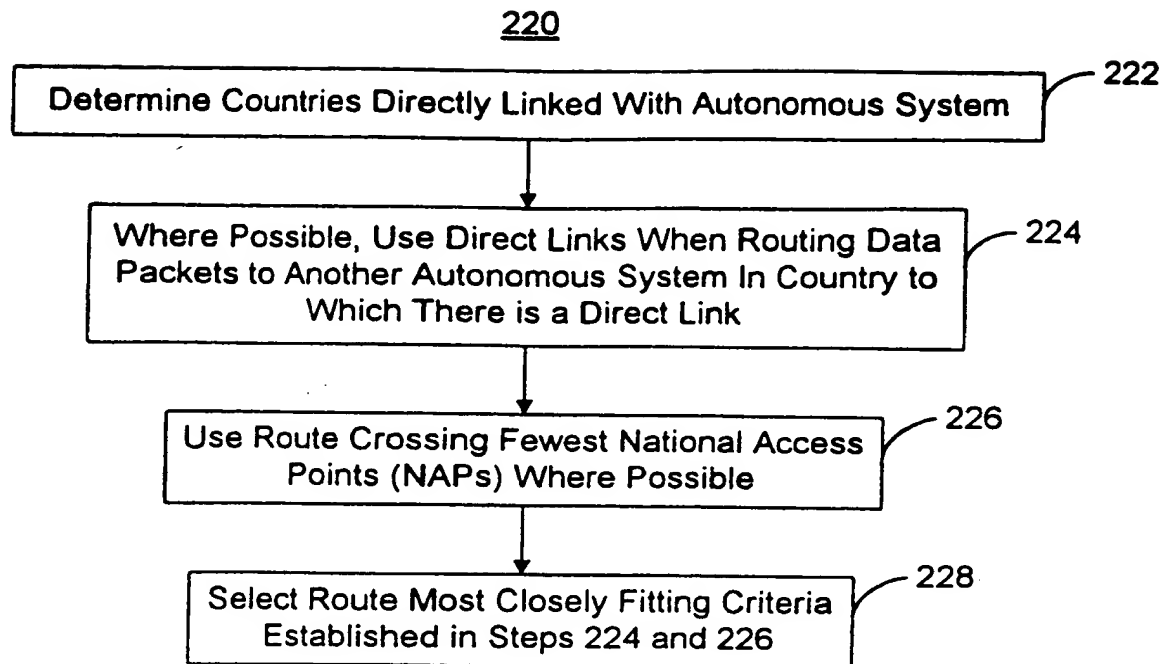 220
222
Determine Countries Directly Linked With Autonomous System
224
Where Possible, Use Direct Links When Routing Data
Packets to Another Autonomous System In Country to
Which There is a Direct Link
226
Use Route Crossing Fewest National Access
Points (NAPs) Where Possible
228
Select Route Most Closely Fitting Criteria
Established in Steps 224 and 226